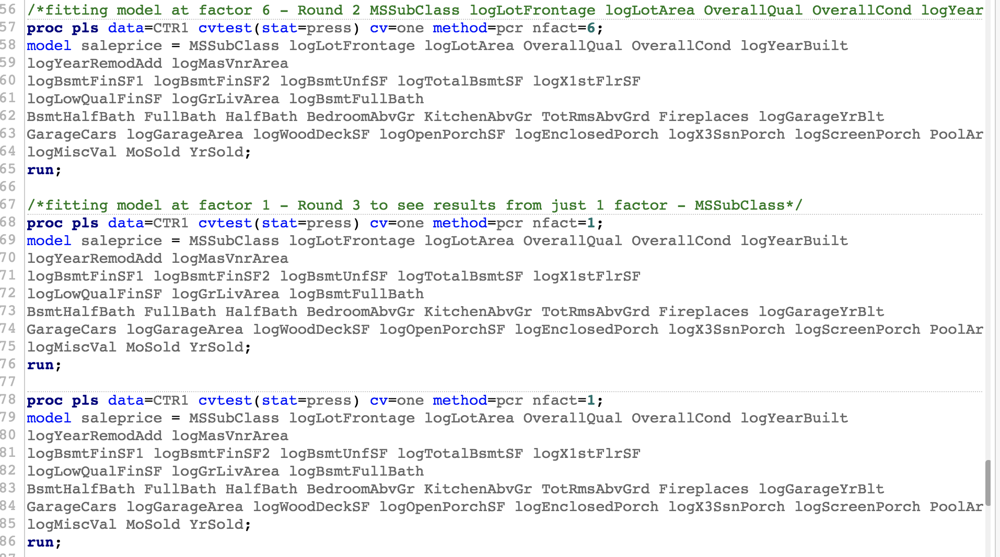 56 /*fitting model at factor 6 – Round 2 MSSubClass logLotFrontage logLotArea OverallQual OverallCond logYear
57 proc pls data=CTR1 cvtest(stat=press) cv=one method=pcr nfact=6;
58 model saleprice = MSSubClass logLotFrontage logLotArea OverallQual OverallCond logYearBuilt
59 logYearRemodAdd logMasVnrArea
60 logBsmtFinSF1 logBsmtFinSF2 logBsmtUnfSF logTotalBsmtSF logX1stFlrSF
61 logLowQualFinSF logGrLivArea logBsmtFullBath
62 BsmtHalfBath FullBath HalfBath BedroomAbvGr KitchenAbvGr TotRmsAbvGrd Fireplaces logGarageYrBlt
63 GarageCars logGarageArea logWoodDeckSF logOpenPorchSF logEnclosedPorch logX3SsnPorch logScreenPorch PoolAr
64 logMiscVal MoSold YrSold;
65 run;
66
67 /*fitting model at factor 1 – Round 3 to see results from just 1 factor – MSSubClass*/
68 proc pls data=CTR1 cvtest(stat=press) cv=one method=pcr nfact=1;
69 model saleprice = MSSubClass logLotFrontage logLotArea OverallQual OverallCond logYearBuilt
70 logYearRemodAdd logMasVnrArea
71 logBsmtFinSF1 logBsmtFinSF2 logBsmtUnfSF logTotalBsmtSF logX1stFlrSF
72 logLowQualFinSF logGrLivArea logBsmtFullBath
73 BsmtHalfBath FullBath HalfBath BedroomAbvGr KitchenAbvGr TotRmsAbvGrd Fireplaces logGarageYrBlt
74 GarageCars logGarageArea logWoodDeckSF logOpenPorchSF logEnclosedPorch logX3SsnPorch logScreenPorch PoolAr
75 logMiscVal MoSold YrSold;
76 run;
77
78 proc pls data=CTR1 cvtest(stat=press) cv=one method=pcr nfact=1;
79 model saleprice = MSSubClass logLotFrontage logLotArea OverallQual OverallCond logYearBuilt
80 logYearRemodAdd logMasVnrArea
81 logBsmtFinSF1 logBsmtFinSF2 logBsmtUnfSF logTotalBsmtSF logX1stFlrSF
82 logLowQualFinSF logGrLivArea logBsmtFullBath
83 BsmtHalfBath FullBath HalfBath BedroomAbvGr KitchenAbvGr TotRmsAbvGrd Fireplaces logGarageYrBlt
84 GarageCars logGarageArea logWoodDeckSF logOpenPorchSF logEnclosedPorch logX3SsnPorch logScreenPorch PoolAr
85 logMiscVal MoSold YrSold;
86 run;